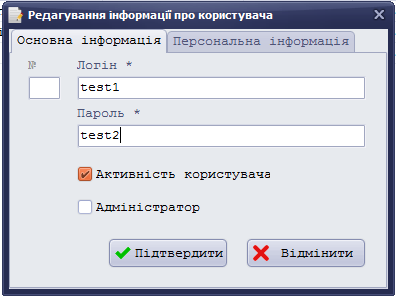 Редагування інформації про користувача
Основна інформація
Персональна інформація
№
Логін *
test1
Пароль *
test2
Активність користувача
Адміністратор
Підтвердити
Відмінити